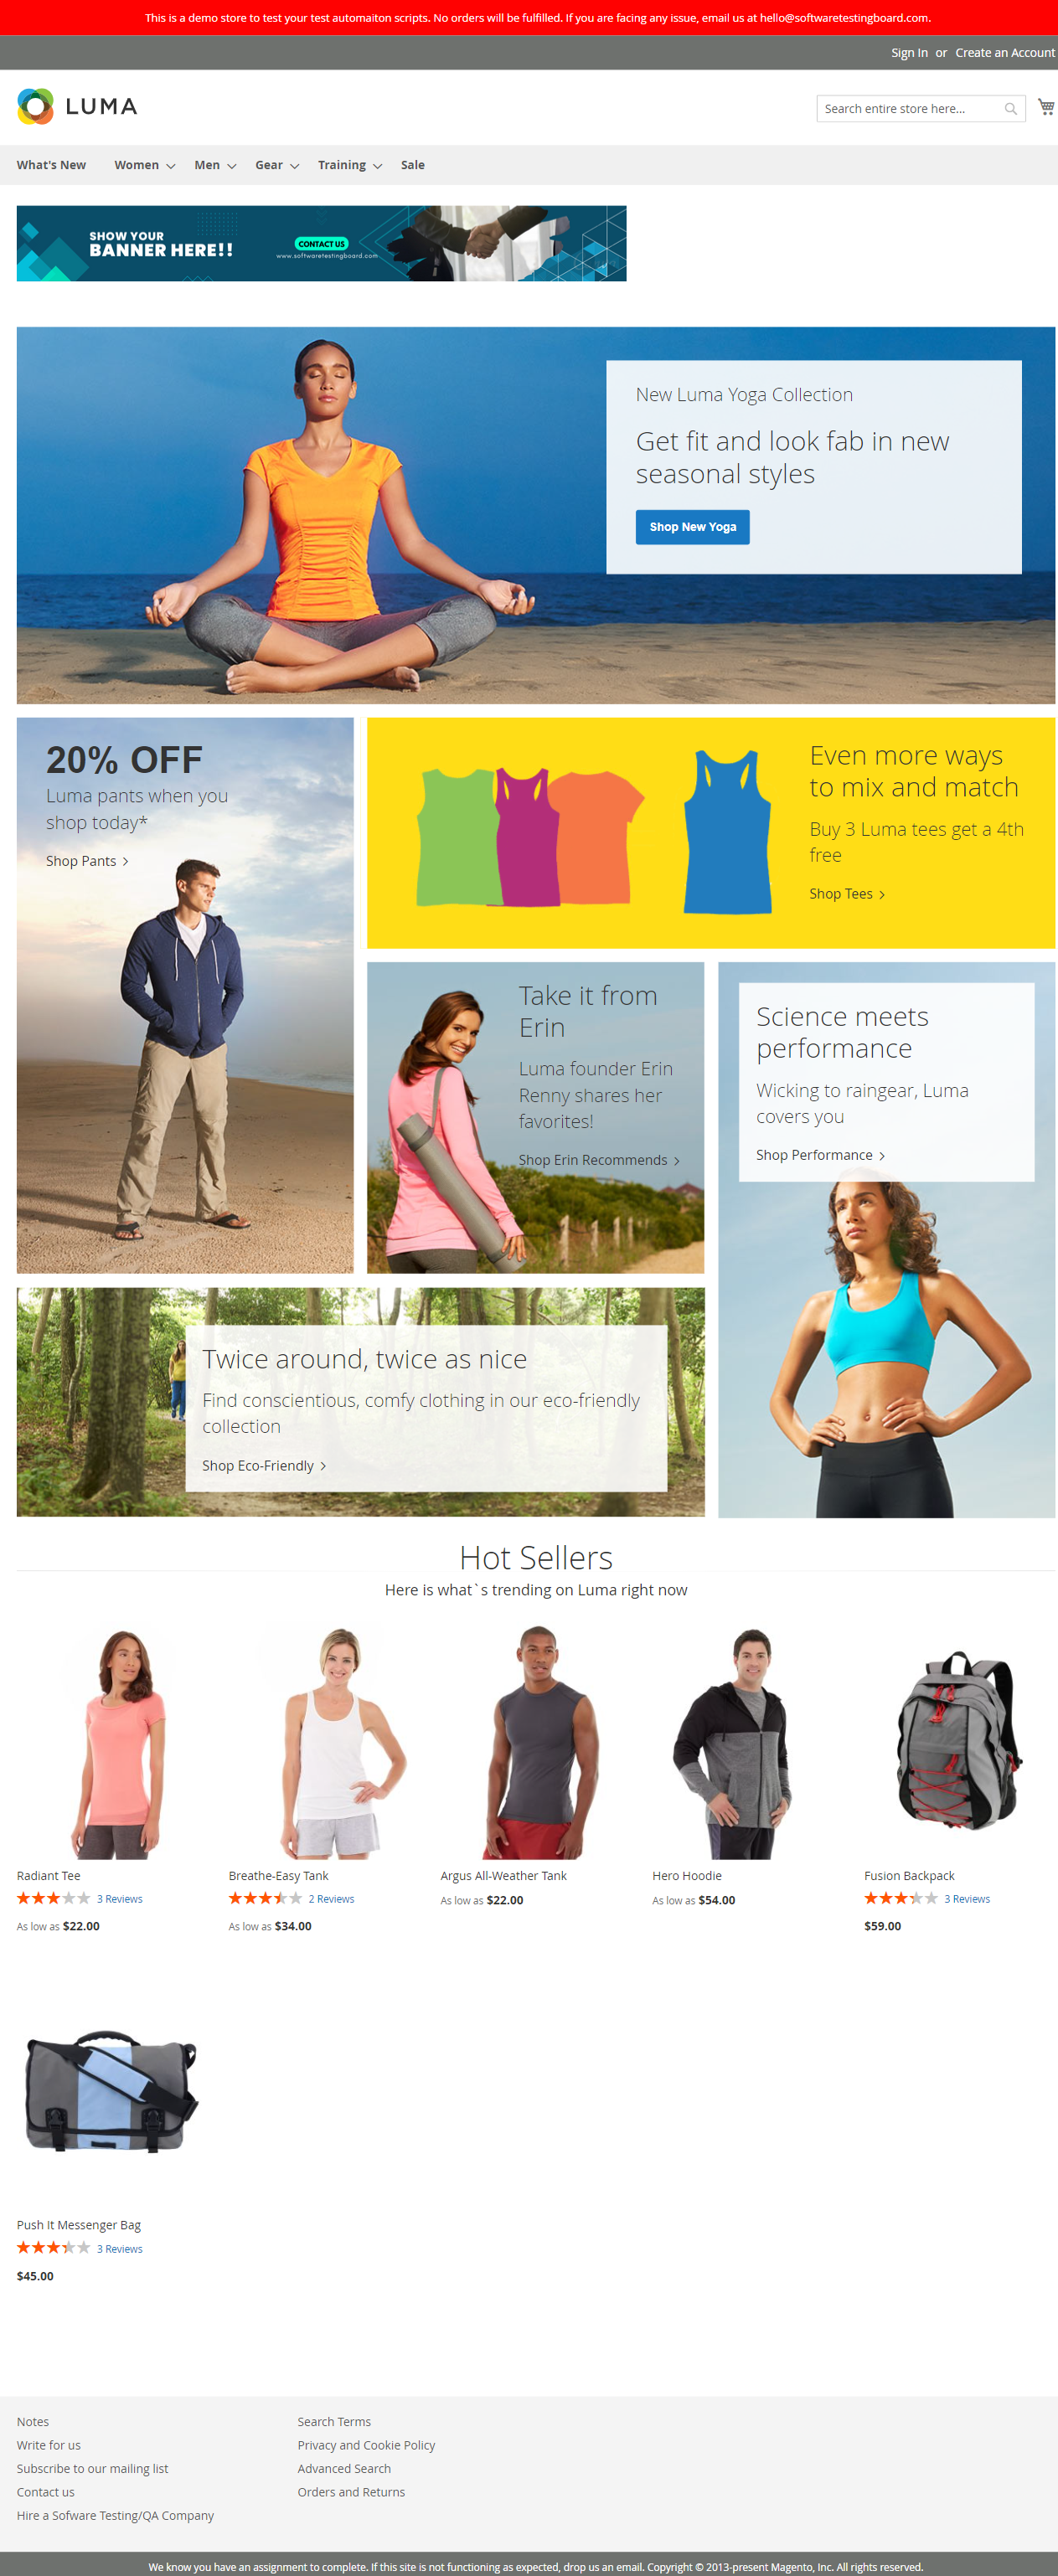 This is a demo store to test your test automaiton scripts. No orders will be fulfilled. If you are facing any issue, email us at hello@softwaretestingboard.com.
Sign In or Create an Account
LUMA
Search entire store here...
What's New Women Men Gear Training Sale
SHOW YOUR
BANNER HERE!!
CONTACT US
www.softwaretestingboard.com
New Luma Yoga Collection
Get fit and look fab in new
seasonal styles
Shop New Yoga
20% OFF
Luma pants when you
shop today*
Shop Pants
Even more ways
to mix and match
Buy 3 Luma tees get a 4th
free
Shop Tees
Take it from
Erin
Luma founder Erin
Renny shares her
favorites!
Shop Erin Recommends
Science meets
performance
Wicking to raingear, Luma
covers you
Shop Performance
Twice around, twice as nice
Find conscientious, comfy clothing in our eco-friendly
collection
Shop Eco-Friendly
Hot Sellers
Here is what`s trending on Luma right now
Radiant Tee
3 Reviews
As low as $22.00
Breathe-Easy Tank
2 Reviews
As low as $34.00
Argus All-Weather Tank
As low as $22.00
Hero Hoodie
As low as $54.00
Fusion Backpack
3 Reviews
$59.00
Push It Messenger Bag
3 Reviews
$45.00
Notes
Write for us
Subscribe to our mailing list
Contact us
Hire a Sofware Testing/QA Company
Search Terms
Privacy and Cookie Policy
Advanced Search
Orders and Returns
We know you have an assignment to complete. If this site is not functioning as expected, drop us an email. Copyright © 2013-present Magento, Inc. All rights reserved.